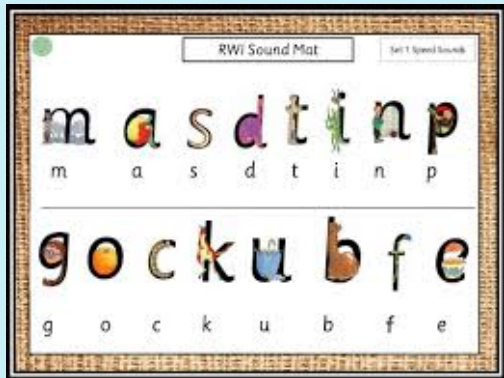 RWi Sound Mat
Set 1 Speed Sounds
m a s d t i n p
m a s d t i n p
g o c k u b f e
g o c k u b f e